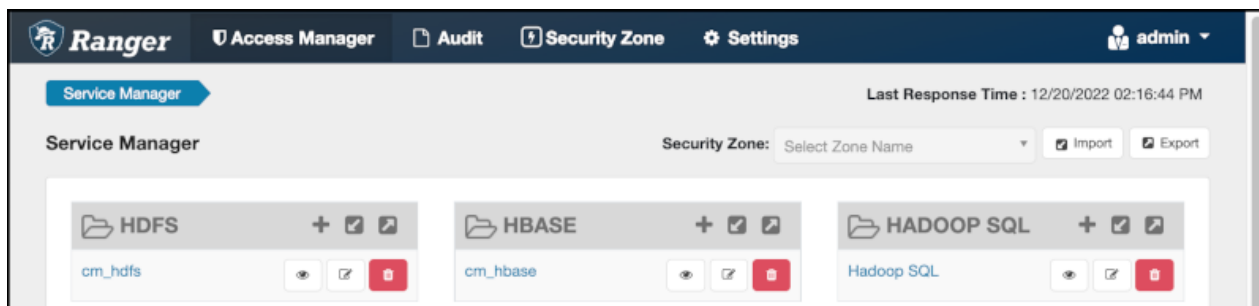 Ranger Access Manager Audit Security Zone Settings admin
Service Manager Last Response Time : 12/20/2022 02:16:44 PM
Service Manager Security Zone: Select Zone Name Import Export
HDFS HBASE HADOOP SQL
cm_hdfs cm_hbase Hadoop SQL